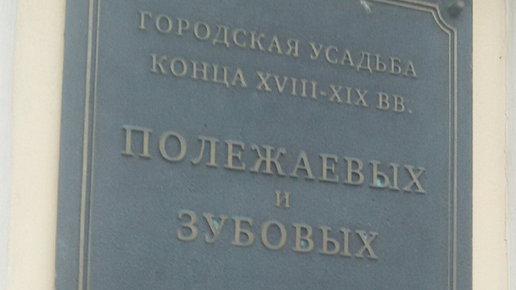 ГОРОДСКАЯ УСАДЬБА
КОНЦА XVIII-XIX ВВ.
ПОЛЕЖАЕВЫХ
И
ЗУБОВЫХ